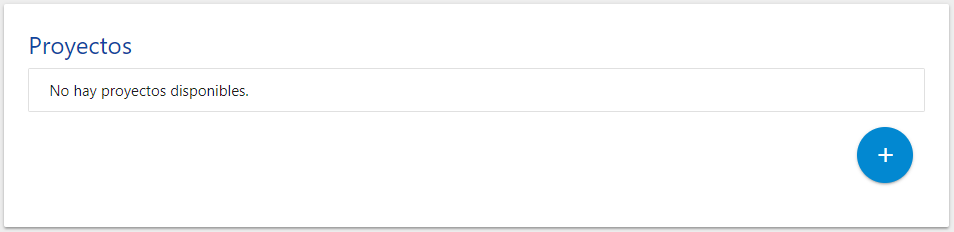 Proyectos
No hay proyectos disponibles.
+